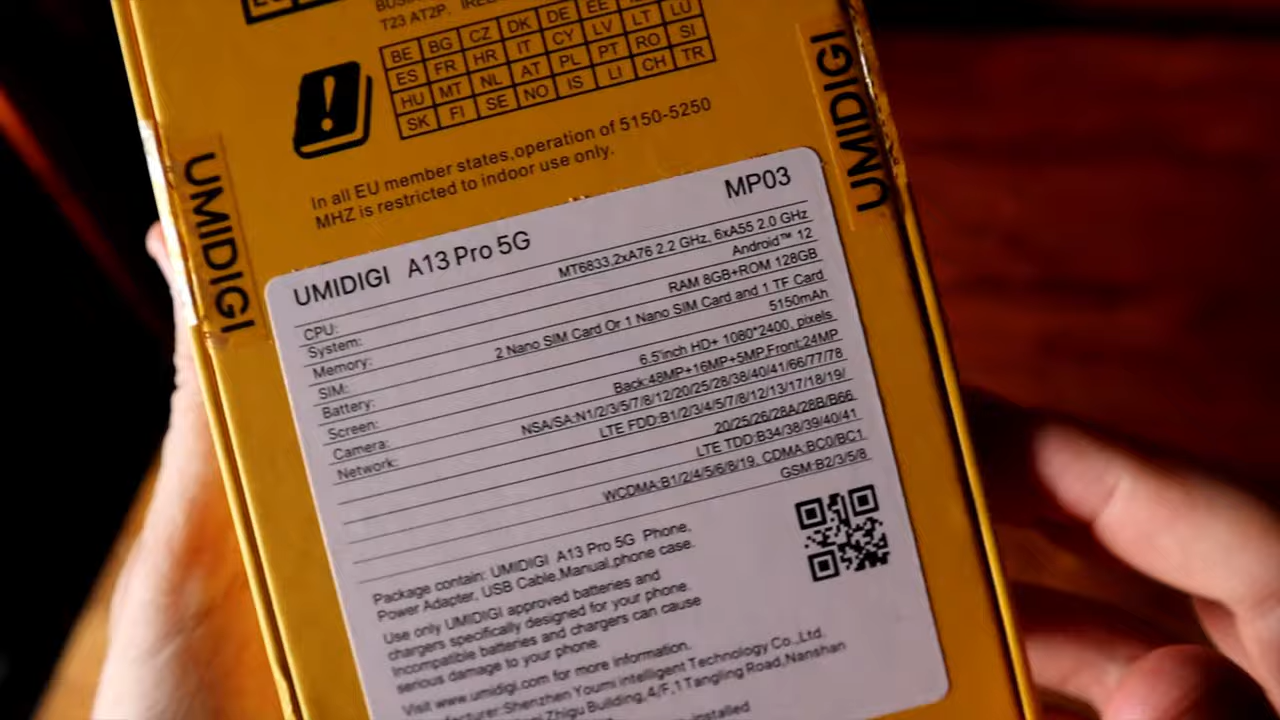 T23 AT2P,
BE BG CZ DK DE EE
ES FR HR IT CY LV LT LU
HU MT NL AT PL PT RO SI
SK FI SE NO IS LI CH TR
In all EU member states,operation of 5150-5250
MHZ is restricted to indoor use only.
UMIDIGI
UMIDIGI
UMIDIGI A13 Pro 5G MP03
CPU: MT6833,2xA76 2.2 GHz, 6xA55 2.0 GHz
System: Android™ 12
Memory: RAM 8GB+ROM 128GB
SIM: 2 Nano SIM Card Or 1 Nano SIM Card and 1 TF Card
Battery: 5150mAh
Screen: 6.5'inch HD+ 1080*2400, pixels
Camera: Back:48MP+16MP+5MP,Front:24MP
Network: NSA/SA:N1/2/3/5/7/8/12/20/25/28/38/40/41/66/77/78
LTE FDD:B1/2/3/4/5/7/8/12/13/17/18/19/
20/25/26/28A/28B/B66
LTE TDD:B34/38/39/40/41
WCDMA:B1/2/4/5/6/8/19, CDMA:BC0/BC1
GSM:B2/3/5/8
Package contain: UMIDIGI A13 Pro 5G Phone,
Power Adapter, USB Cable,Manual,phone case.
Use only UMIDIGI approved batteries and
chargers specifically designed for your phone.
Incompatible batteries and chargers can cause
serious damage to your phone.
Visit www.umidigi.com for more information.
Shenzhen Youmi intelligent Technology Co.,Ltd.
Zhigu Building,4/F,1 Tangling Road,Nanshan